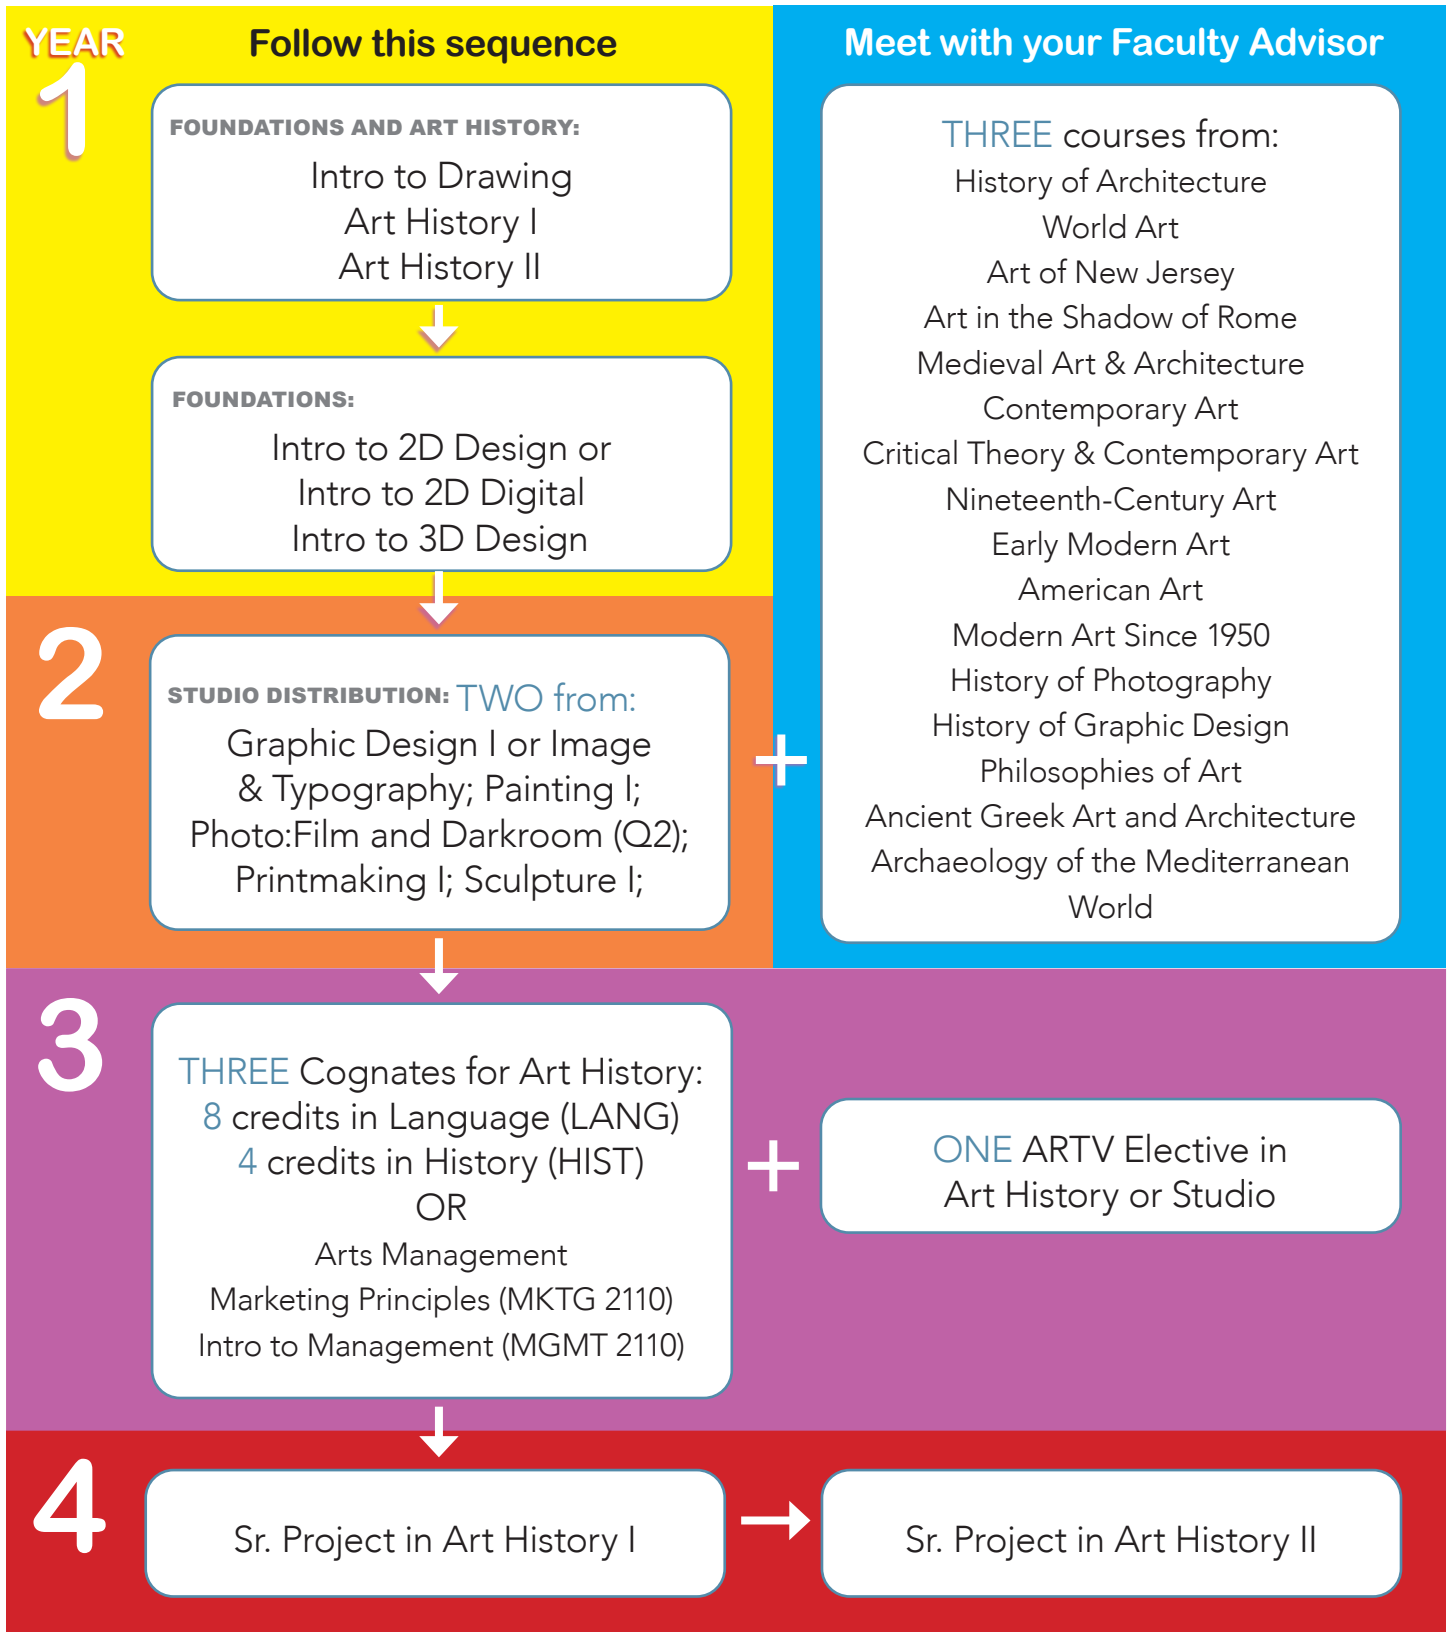 YEAR
1
Follow this sequence
FOUNDATIONS AND ART HISTORY:
Intro to Drawing
Art History I
Art History II
FOUNDATIONS:
Intro to 2D Design or
Intro to 2D Digital
Intro to 3D Design
Meet with your Faculty Advisor
THREE courses from:
History of Architecture
World Art
Art of New Jersey
Art in the Shadow of Rome
Medieval Art & Architecture
Contemporary Art
Critical Theory & Contemporary Art
Nineteenth-Century Art
Early Modern Art
American Art
Modern Art Since 1950
History of Photography
History of Graphic Design
Philosophies of Art
Ancient Greek Art and Architecture
Archaeology of the Mediterranean
World
2
STUDIO DISTRIBUTION: TWO from:
Graphic Design I or Image
& Typography; Painting I;
Photo:Film and Darkroom (Q2);
Printmaking I; Sculpture I;
+
3
THREE Cognates for Art History:
8 credits in Language (LANG)
4 credits in History (HIST)
OR
Arts Management
Marketing Principles (MKTG 2110)
Intro to Management (MGMT 2110)
+
ONE ARTV Elective in
Art History or Studio
4
Sr. Project in Art History I
Sr. Project in Art History II